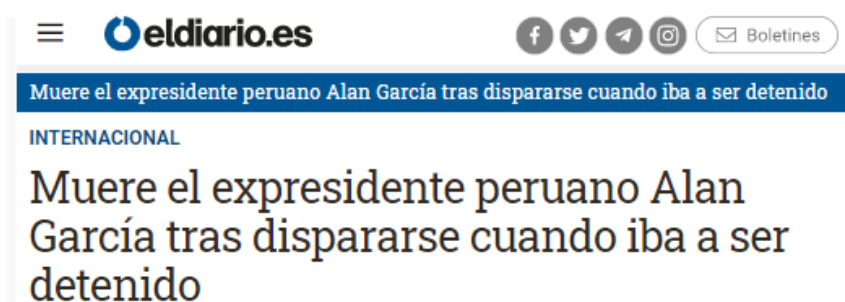 eldiario.es
Boletines
Muere el expresidente peruano Alan García tras dispararse cuando iba a ser detenido
INTERNACIONAL
Muere el expresidente peruano Alan
García tras dispararse cuando iba a ser
detenido